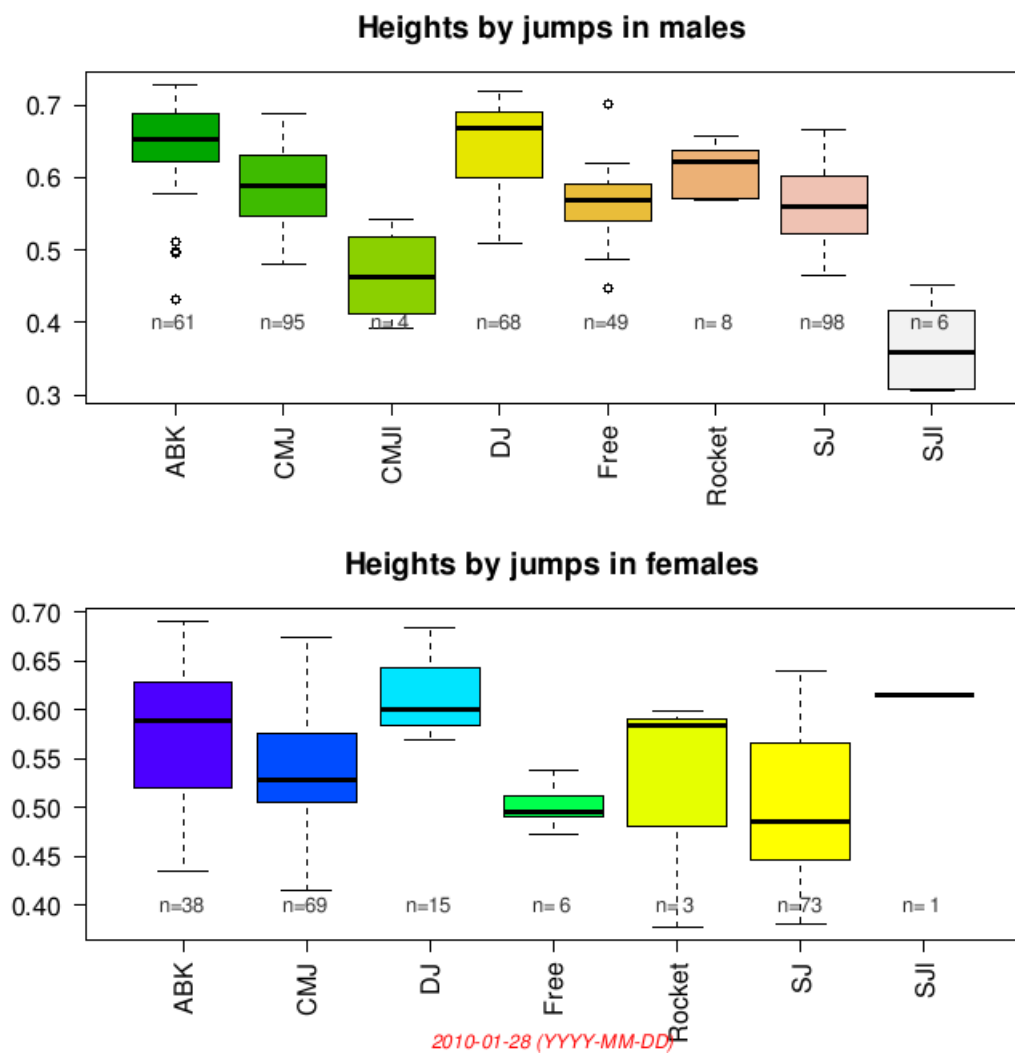 Heights by jumps in males
0.7
0.6
0.5
0.4
0.3
n=61 n=95 n= 4 n=68 n=49 n= 8 n=98 n= 6
ABK CMJ CMJl DJ Free Rocket SJ SJl
Heights by jumps in females
0.70
0.65
0.60
0.55
0.50
0.45
0.40
n=38 n=69 n=15 n= 6 n= 3 n=73 n= 1
ABK CMJ DJ Free Rocket SJ SJl
2010-01-28 (YYYY-MM-DD)